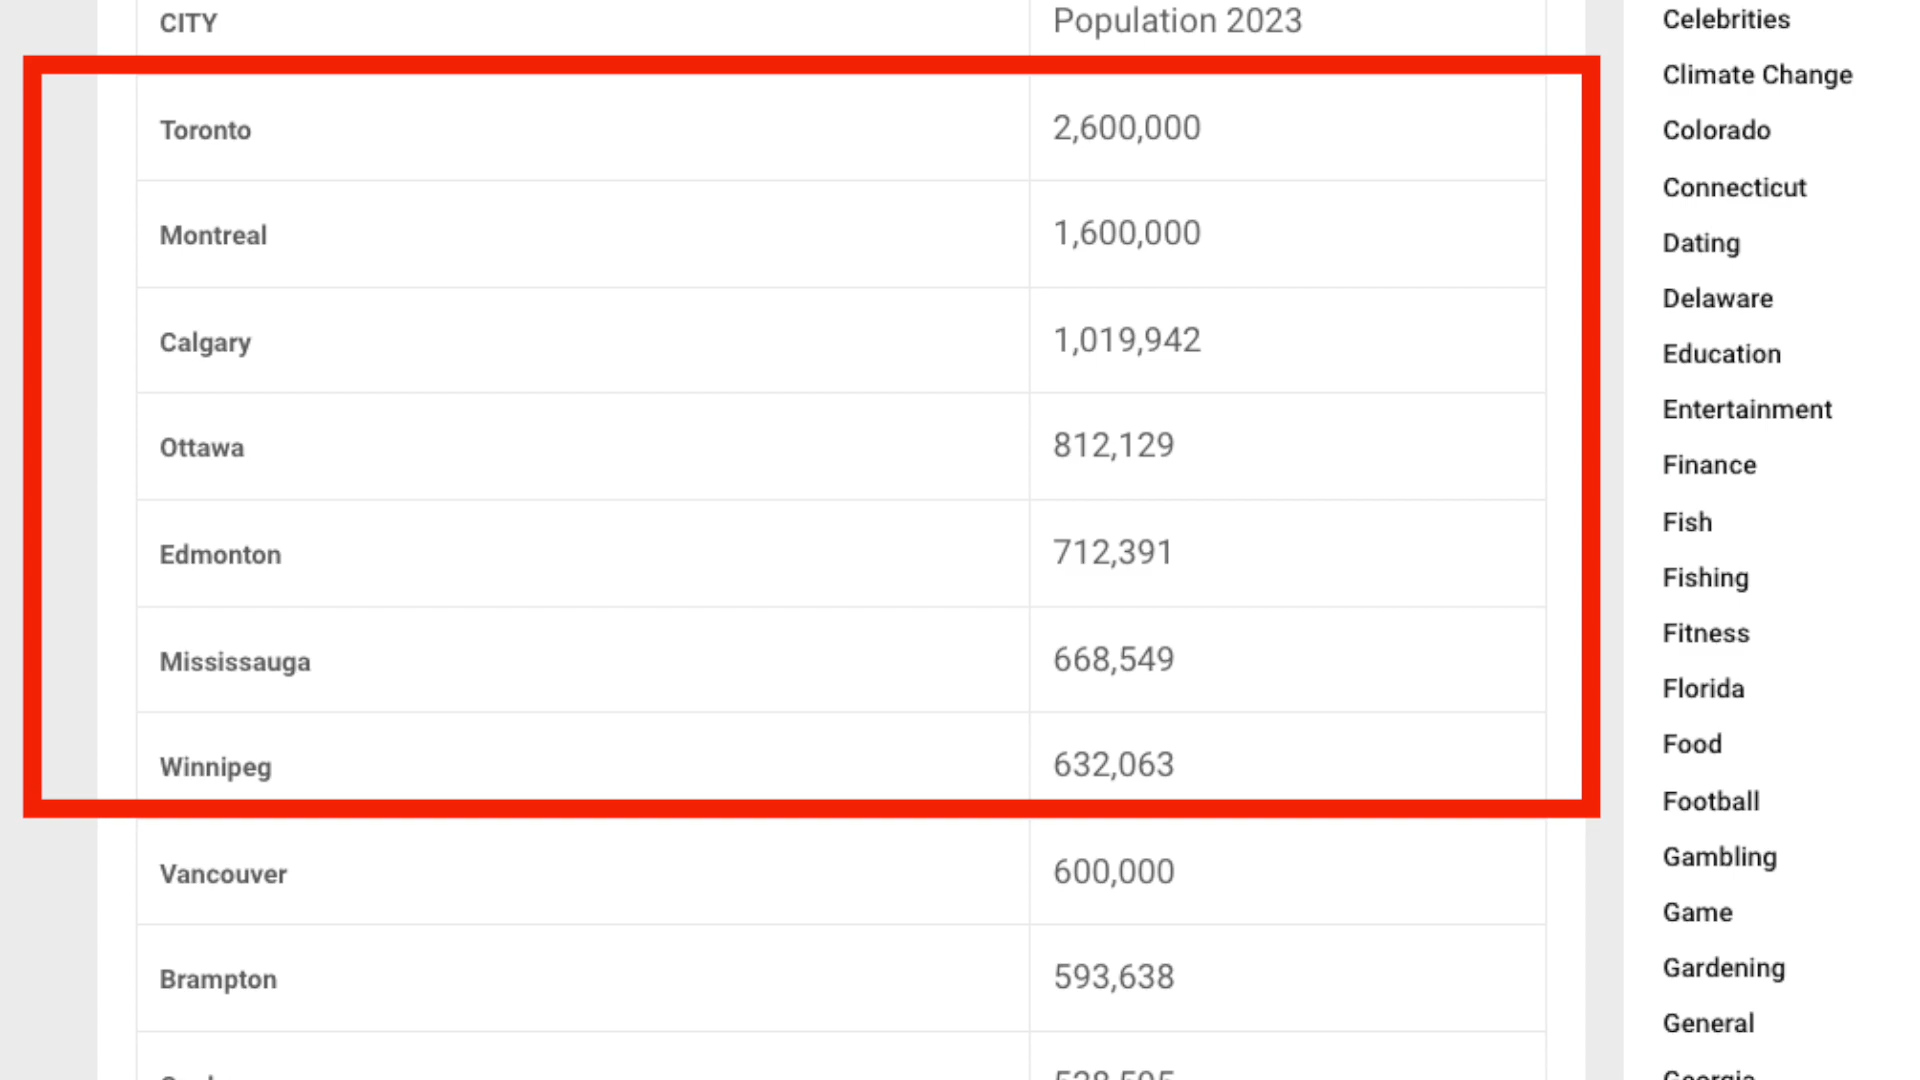 CITY Population 2023
Toronto 2,600,000
Montreal 1,600,000
Calgary 1,019,942
Ottawa 812,129
Edmonton 712,391
Mississauga 668,549
Winnipeg 632,063
Vancouver 600,000
Brampton 593,638
Celebrities
Climate Change
Colorado
Connecticut
Dating
Delaware
Education
Entertainment
Finance
Fish
Fishing
Fitness
Florida
Food
Football
Gambling
Game
Gardening
General